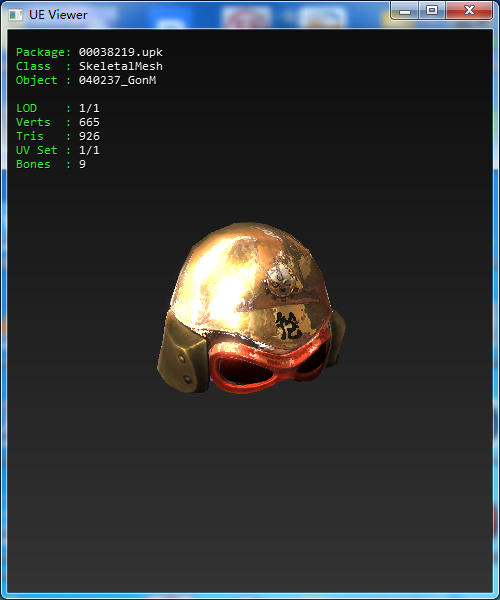 UE Viewer
Package: 00038219.upk
Class : SkeletalMesh
Object : 040237_GonM
LOD : 1/1
Verts : 665
Tris : 926
UV Set : 1/1
Bones : 9